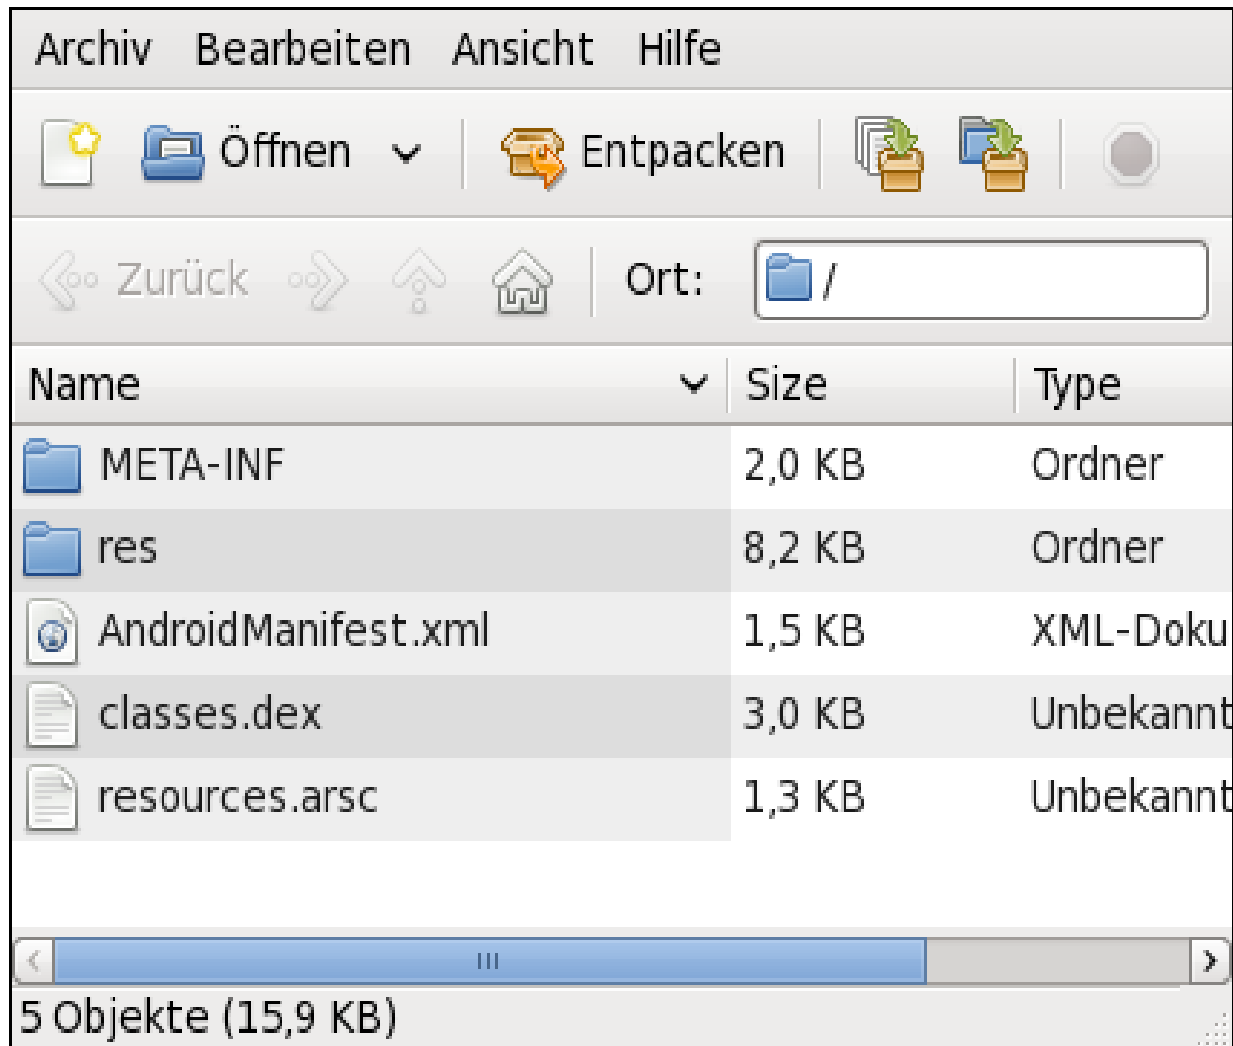 Archiv Bearbeiten Ansicht Hilfe
Öffnen Entpacken
Zurück Ort: /
Name Size Type
META-INF 2,0 KB Ordner
res 8,2 KB Ordner
AndroidManifest.xml 1,5 KB XML-Doku
classes.dex 3,0 KB Unbekannt
resources.arsc 1,3 KB Unbekannt
5 Objekte (15,9 KB)